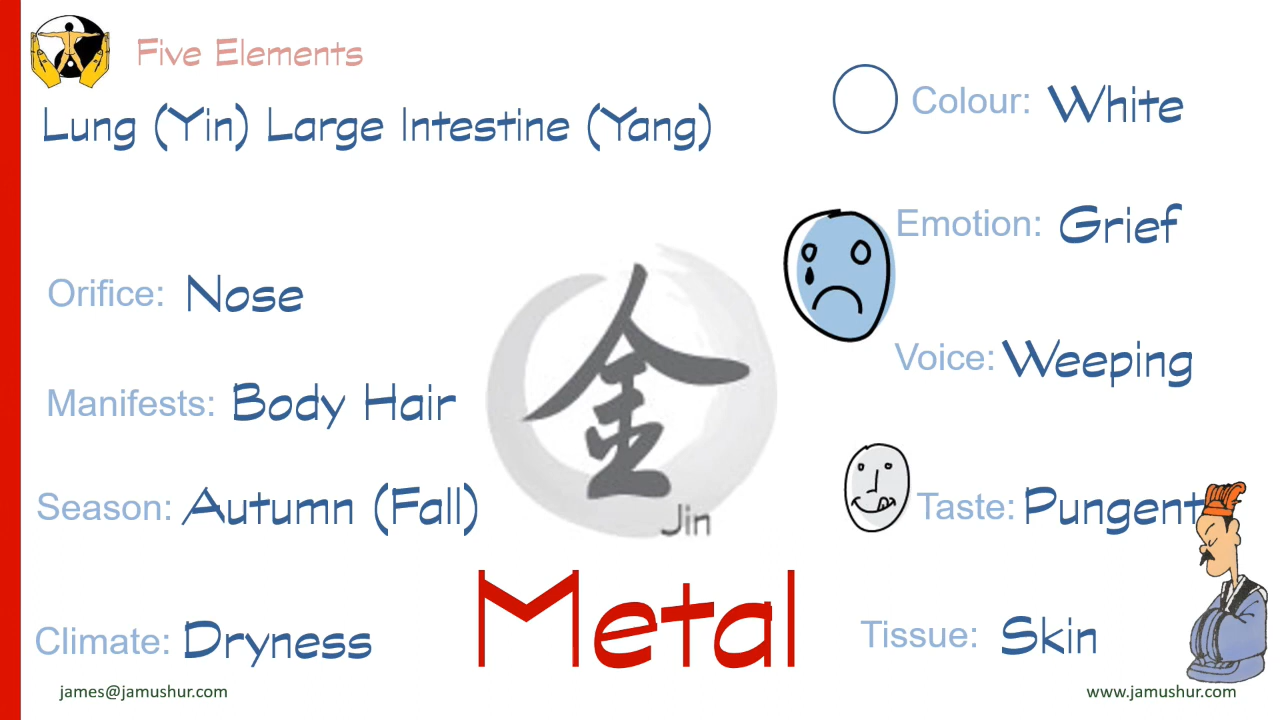 Five Elements
Lung (Yin) Large Intestine (Yang)
Colour: White
Emotion: Grief
Orifice: Nose
Voice: Weeping
Manifests: Body Hair
金
Season: Autumn (Fall)
Taste: Pungent
Jin
Metal
Climate: Dryness
Tissue: Skin
james@jamushur.com
www.jamushur.com